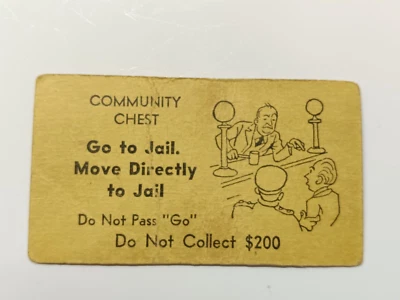 COMMUNITY
CHEST
Go to Jail.
Move Directly
to Jail
Do Not Pass "Go"
Do Not Collect $200